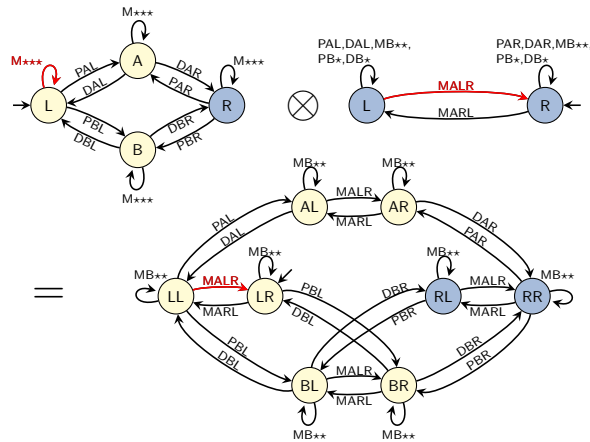 M⋆⋆⋆
M⋆⋆⋆
M⋆⋆⋆
PAL
DAL
A
DAR
PAR
L
R
PBL
DBL
B
DBR
PBR
M⋆⋆⋆
⊗
PAL,DAL,MB⋆⋆,
PB⋆,DB⋆
PAR,DAR,MB⋆⋆,
PB⋆,DB⋆
L
MALR
MARL
R
=
MB⋆⋆
MB⋆⋆
PAL
DAL
AL
MALR
MARL
AR
DAR
PAR
MB⋆⋆
MB⋆⋆
MB⋆⋆
MB⋆⋆
LL
MALR
MARL
LR
PBL
DBL
DBR
PBR
RL
MALR
MARL
RR
PBL
DBL
DBR
PBR
BL
MALR
MARL
BR
MB⋆⋆
MB⋆⋆